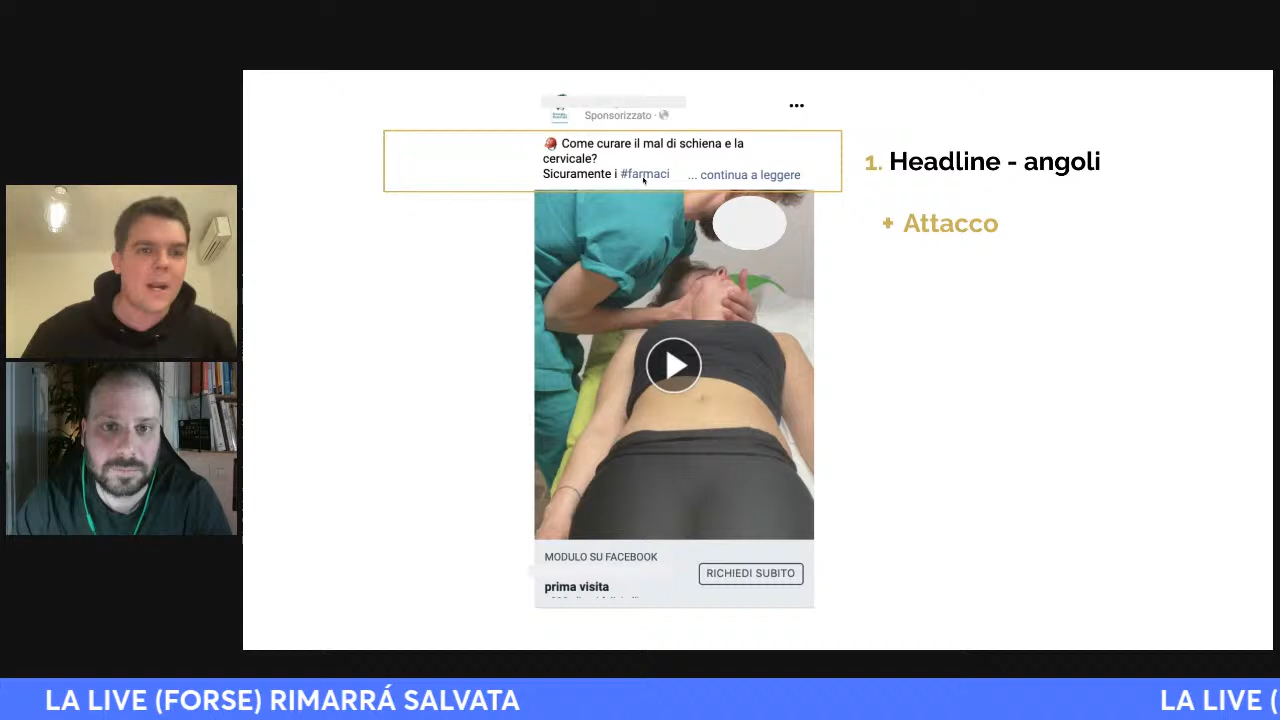 Sponsorizzato ·
Come curare il mal di schiena e la
cervicale?
Sicuramente i #farmaci ... continua a leggere
1. Headline - angoli
+ Attacco
MODULO SU FACEBOOK
prima visita
RICHIEDI SUBITO
LA LIVE (FORSE) RIMARRÁ SALVATA
LA LIVE (